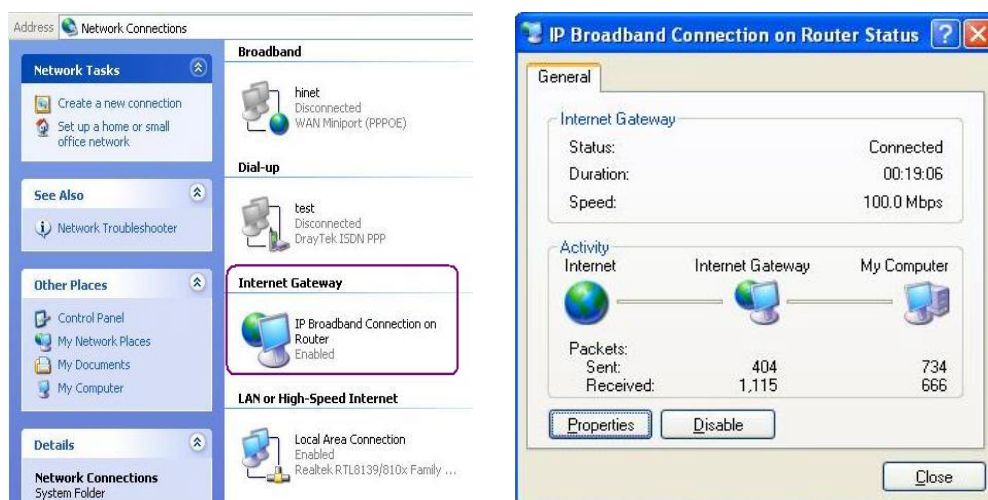 Address Network Connections
Network Tasks
Create a new connection
Set up a home or small
office network
See Also
Network Troubleshooter
Other Places
Control Panel
My Network Places
My Documents
My Computer
Details
Network Connections
System Folder
Broadband
hinet
Disconnected
WAN Miniport (PPPOE)
Dial-up
test
Disconnected
DrayTek ISDN PPP
Internet Gateway
IP Broadband Connection on
Router
Enabled
LAN or High-Speed Internet
Local Area Connection
Enabled
Realtek RTL8139/810x Family ...
IP Broadband Connection on Router Status
General
Internet Gateway
Status: Connected
Duration: 00:19:06
Speed: 100.0 Mbps
Activity
Internet Internet Gateway My Computer
Packets:
Sent: 404 734
Received: 1,115 666
Properties Disable
Close